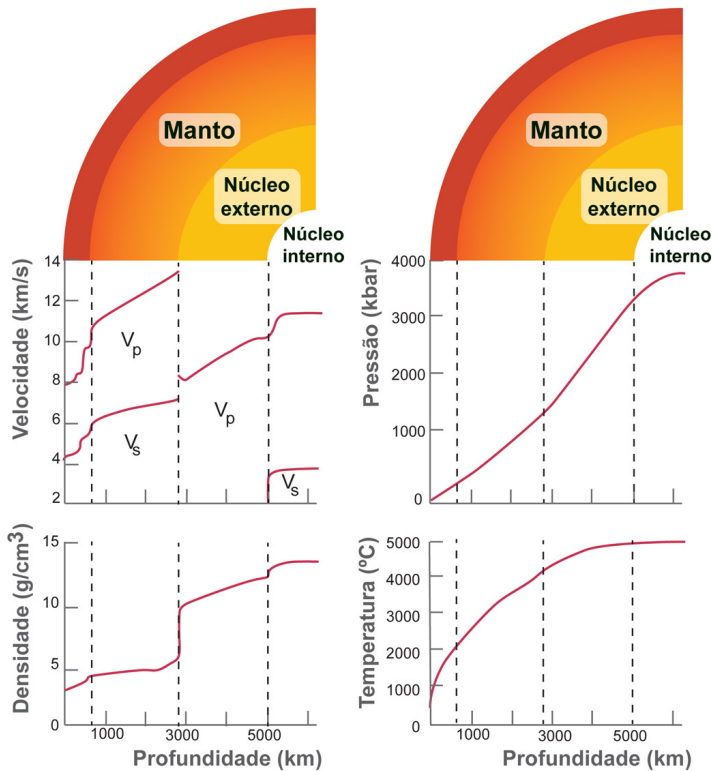 Manto
Núcleo
externo
Núcleo
interno
Velocidade (km/s)
14
12
10
8
6
4
2
Vp
Vs
Vp
Vs
Manto
Núcleo
externo
Núcleo
interno
Pressão (kbar)
4000
3000
2000
1000
0
Densidade (g/cm³)
15
10
5
0
1000
3000
5000
Profundidade (km)
Temperatura (ºC)
5000
4000
3000
2000
1000
0
1000
3000
5000
Profundidade (km)